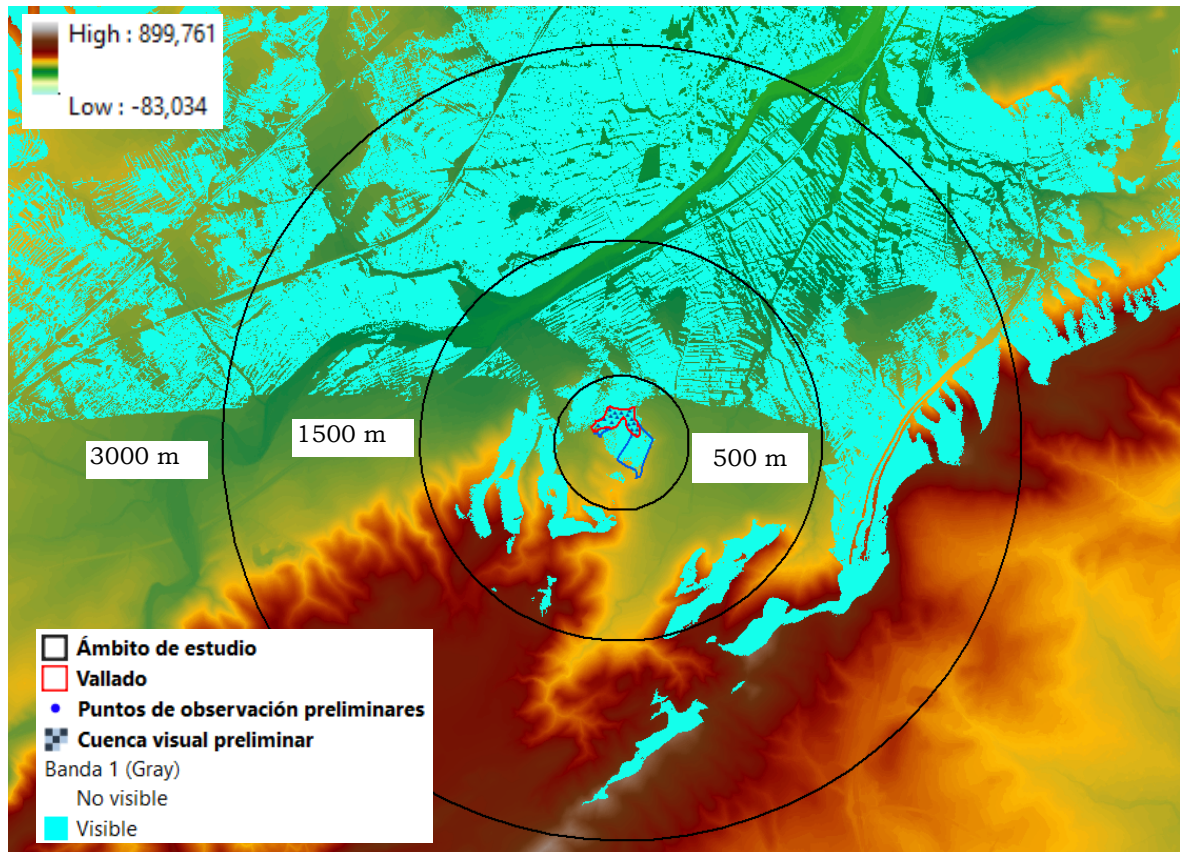 High : 899,761
Low : -83,034
3000 m
1500 m
500 m
Ámbito de estudio
Vallado
Puntos de observación preliminares
Cuenca visual preliminar
Banda 1 (Gray)
No visible
Visible